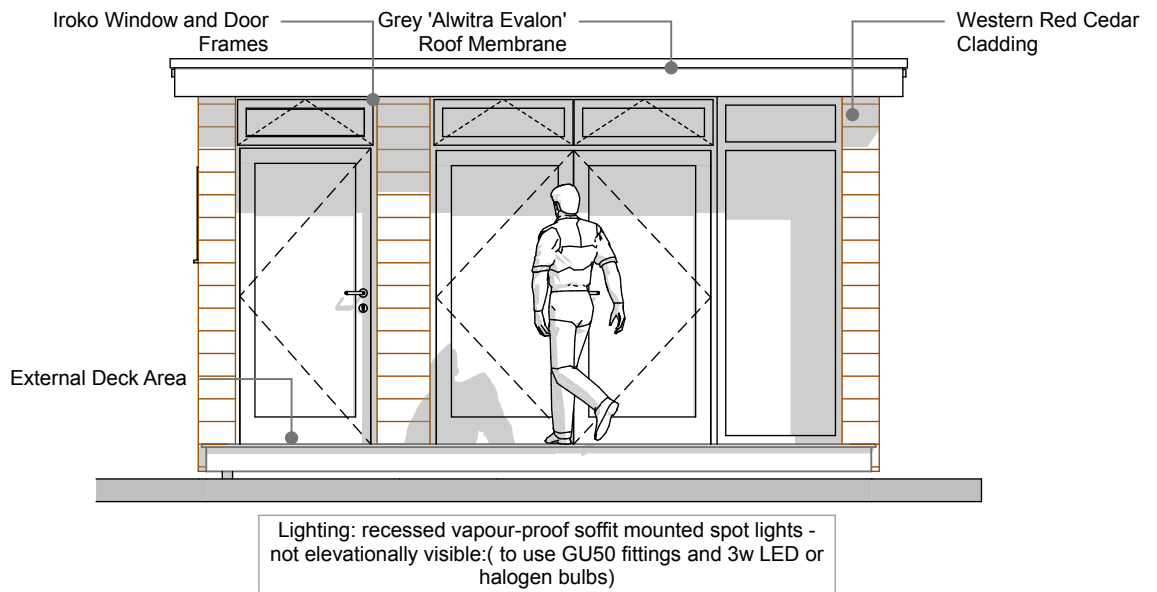 Iroko Window and Door
Frames
Grey 'Alwitra Evalon'
Roof Membrane
Western Red Cedar
Cladding
External Deck Area
Lighting: recessed vapour-proof soffit mounted spot lights -
not elevationally visible:( to use GU50 fittings and 3w LED or
halogen bulbs)